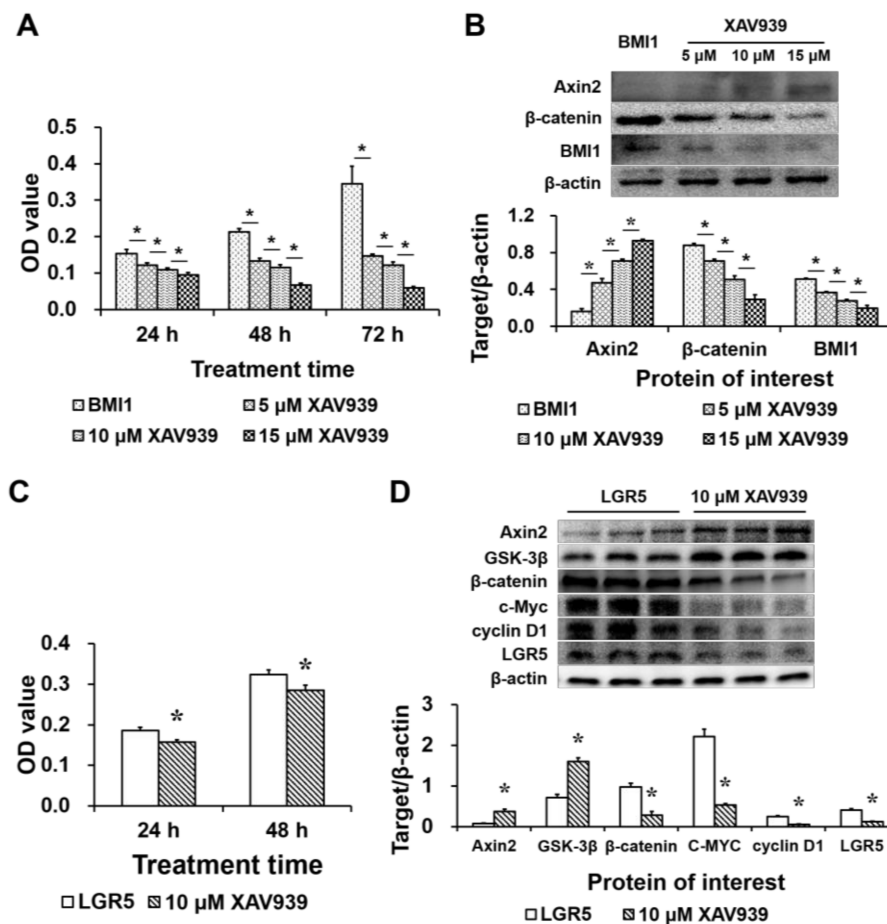 A
0.5
0.4
0.3
0.2
0.1
0.0
OD value
* * *
* * *
* * *
24 h 48 h 72 h
Treatment time
BMI1 5 µM XAV939
10 µM XAV939 15 µM XAV939
B
BMI1 XAV939
5 µM 10 µM 15 µM
Axin2
β-catenin
BMI1
β-actin
1.2
0.8
0.4
0.0
Target/β-actin
* * *
* * *
* * *
Axin2 β-catenin BMI1
Protein of interest
BMI1 5 µM XAV939
10 µM XAV939 15 µM XAV939
C
0.4
0.3
0.2
0.1
0.0
OD value
* *
24 h 48 h
Treatment time
LGR5 10 µM XAV939
D
LGR5 10 µM XAV939
Axin2
GSK-3β
β-catenin
c-Myc
cyclin D1
LGR5
β-actin
3
2
1
0
Target/β-actin
* * * * * *
Axin2 GSK-3β β-catenin C-MYC cyclin D1 LGR5
Protein of interest
LGR5 10 µM XAV939